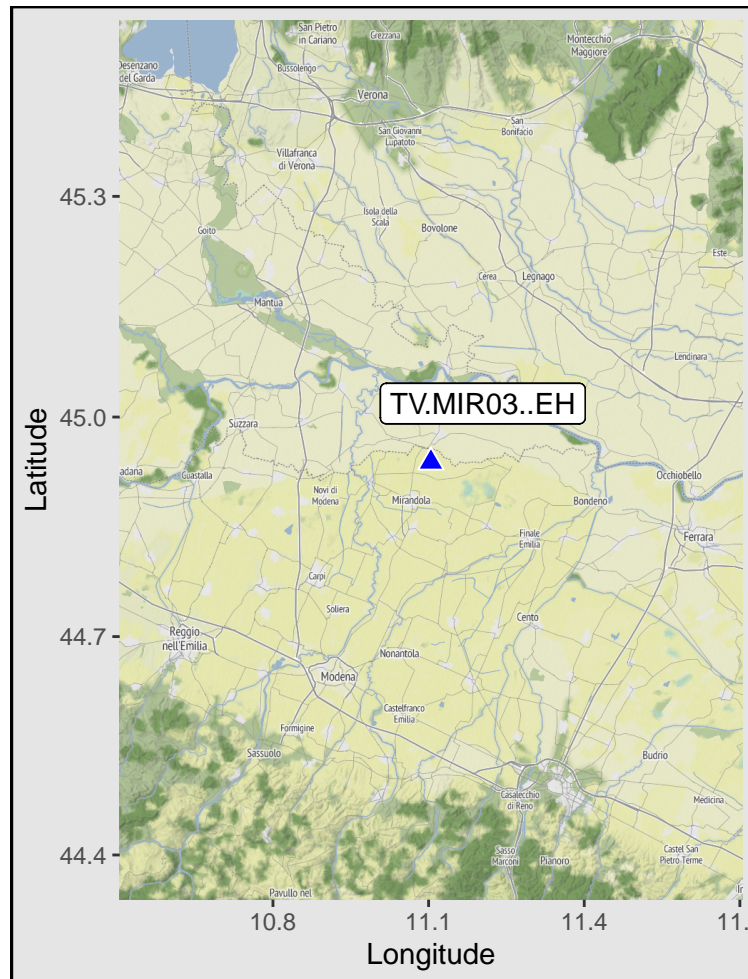 San Pietro
in Cariano
Grezzana
Montecchio
Maggiore
Desenzano
del Garda
Bussolengo
Verona
San Giovanni
Lupatoto
San
Bonifacio
Villafranca
di Verona
45.3
Isola della
Scala
Bovolone
Goito
Este
Cerea
Legnago
Mantua
Lendinara
TV.MIR03..EH
45.0
Suzzara
Latitude
adana
Guastalla
Novi di
Modena
Mirandola
Occhiobello
Bondeno
Finale
Emilia
Ferrara
Carpi
Soliera
Cento
44.7
Reggio
nell'Emilia
Nonantola
Modena
Castelfranco
Emilia
Formigine
Sassuolo
Budrio
Casalecchio
di Reno
Medicina
44.4
Sasso
Marconi
Pianoro
Castel San
Pietro Terme
Pavullo nel
10.8
11.1
11.4
11.
Longitude